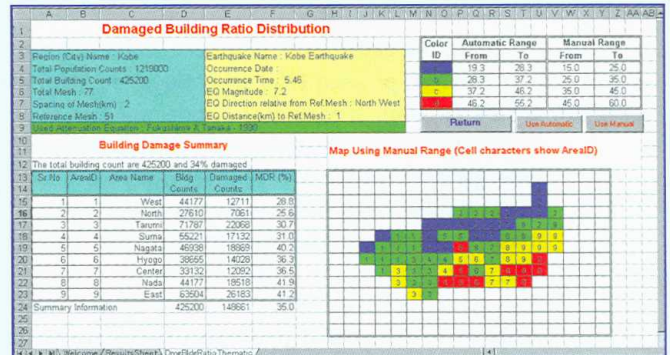 A B C D E F G H I J K L M N O P Q R S T U V W X Y Z AA AB
Damaged Building Ratio Distribution
Color ID Automatic Range Manual Range
From To From To
Region (City) Name : Kobe
Earthquake Name : Kobe Earthquake
19.3 28.3 15.0 25.0
Total Population Counts : 1219000
Occurrence Date :
b 28.3 37.2 25.0 35.0
Total Building Count : 425200
Occurrence Time : 5.46
c 37.2 46.2 35.0 45.0
Total Mesh : 77
EQ Magnitude : 7.2
d 46.2 55.2 45.0 60.0
Spacing of Mesh(km) : 2
EQ Direction relative from Ref.Mesh : North West
Reference Mesh : 51
EQ Distance(km) to Ref.Mesh : 1
Return Use Automatic Use Manual
Used Attenuation Equation : Fukushima & Tanaka - 1990
Building Damage Summary
Map Using Manual Range (Cell characters show AreaID)
The total building count are 425200 and 34% damaged
Sr.No AreaID Area Name Bldg Counts Damaged Counts MDR (%)
1 1 West 44177 12711 28.8
2 2 North 27610 7061 25.6
3 3 Tarumi 71787 22068 30.7
4 4 Suma 55221 17132 31.0
5 5 Nagata 46938 18869 40.2
6 6 Hyogo 38655 14028 36.3
7 7 Center 33132 12092 36.5
8 8 Nada 44177 18518 41.9
9 9 East 63504 26183 41.2
Summary Information 425200 148661 35.0
Welcome / ResultsSheet / DmgBldgRatioThematic